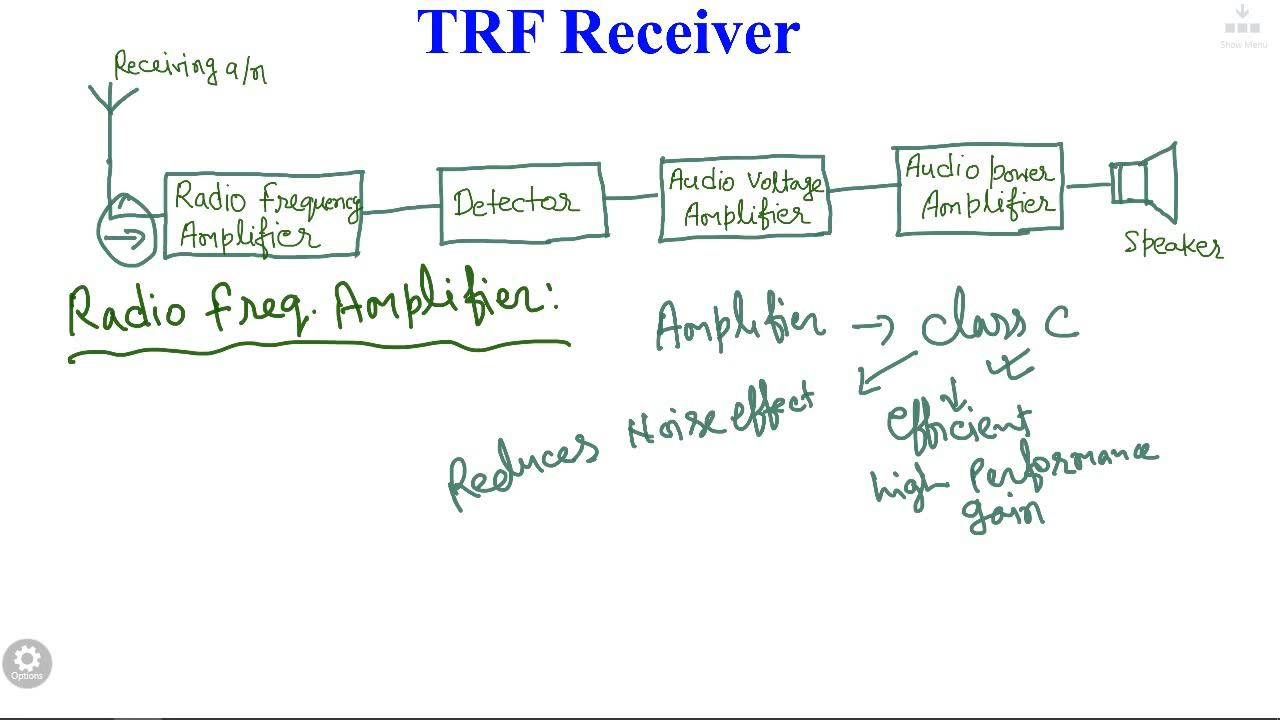 TRF Receiver
Show Menu
Receiving a/n
Radio frequency
Amplifier
Detector
Audio Voltage
Amplifier
Audio power
Amplifier
Speaker
Radio freq. Amplifier:
Amplifier → class C
Reduces Noise effect
efficient
high Performance
gain
Options